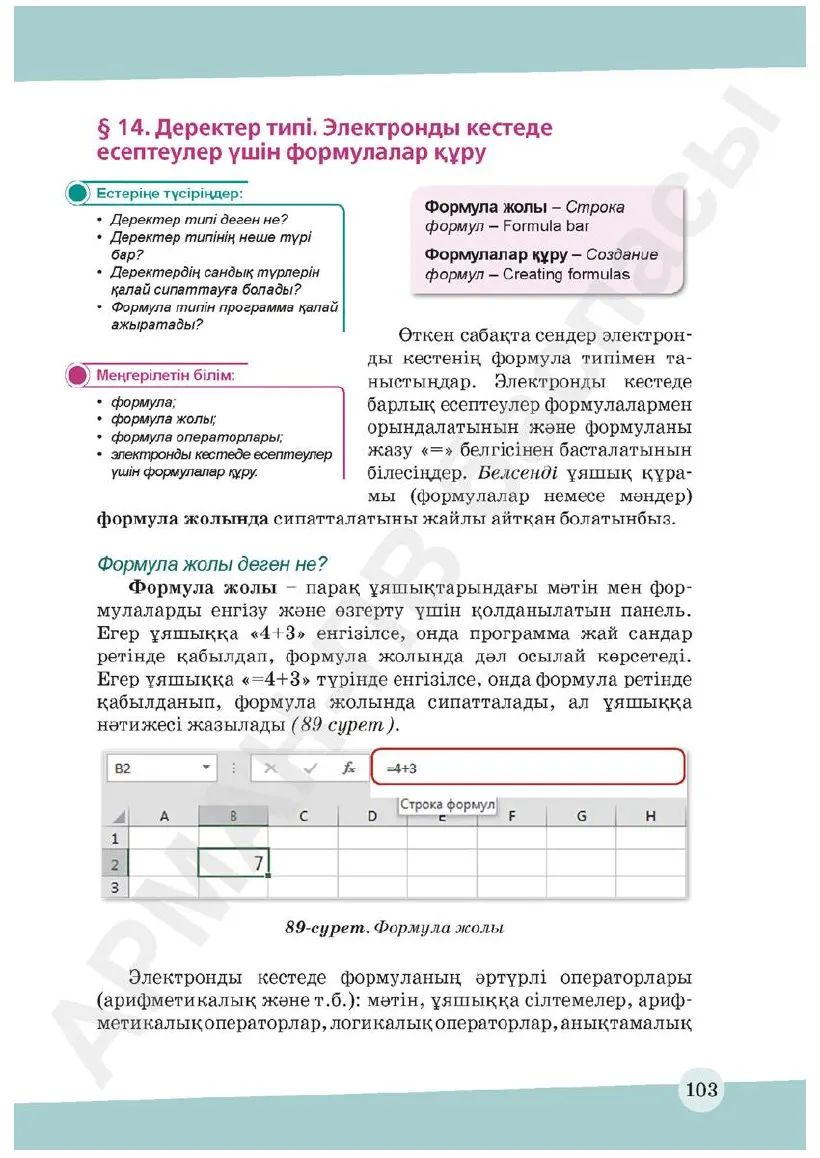 § 14. Деректер типі. Электронды кестеде
есептеулер үшін формулалар құру
Естеріңе түсіріңдер:
• Деректер типі деген не?
• Деректер типінің неше түрі
бар?
• Деректердің сандық түрлерін
қалай сипаттауға болады?
• Формула типін программа қалай
ажыратады?
Формула жолы – Строка
формул – Formula bar
Формулалар құру – Создание
формул – Creating formulas
Меңгерілетін білім:
• формула;
• формула жолы;
• формула операторлары;
• электронды кестеде есептеулер
үшін формулалар құру.
Өткен сабақта сендер электрон-
ды кестенің формула типімен та-
ныстыңдар. Электронды кестеде
барлық есептеулер формулалармен
орындалатынын және формуланы
жазу «=» белгісінен басталатынын
білесіңдер. Белсенді ұяшық құра-
мы (формулалар немесе мәндер)
формула жолында сипатталатыны жайлы айтқан болатынбыз.
Формула жолы деген не?
Формула жолы – парақ ұяшықтарындағы мәтін мен фор-
мулаларды енгізу және өзгерту үшін қолданылатын панель.
Егер ұяшыққа «4+3» енгізілсе, онда программа жай сандар
ретінде қабылдап, формула жолында дәл осылай көрсетеді.
Егер ұяшыққа «=4+3» түрінде енгізілсе, онда формула ретінде
қабылданып, формула жолында сипатталады, ал ұяшыққа
нәтижесі жазылады (89 сурет).
B2 fx =4+3
Строка формул
A B C D E F G H
1
2 7
3
89-сурет. Формула жолы
Электронды кестеде формуланың әртүрлі операторлары
(арифметикалық және т.б.): мәтін, ұяшыққа сілтемелер, ариф-
метикалық операторлар, логикалық операторлар, анықтамалық
103
АРМАН-ПВ баспасы